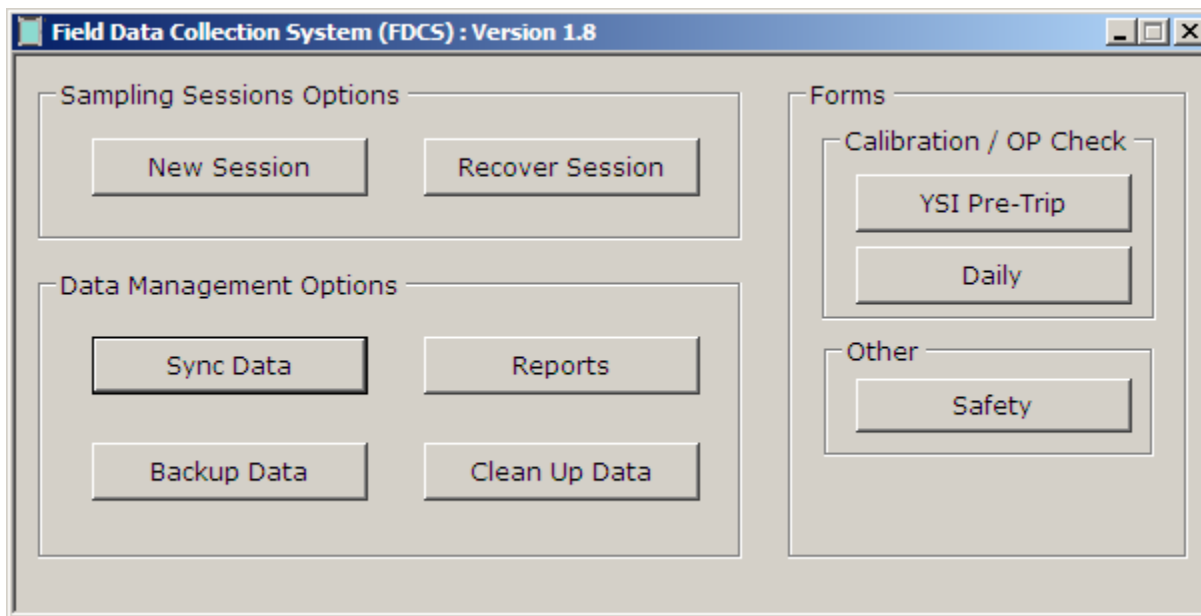 Field Data Collection System (FDCS) : Version 1.8
Sampling Sessions Options
New Session
Recover Session
Data Management Options
Sync Data
Reports
Backup Data
Clean Up Data
Forms
Calibration / OP Check
YSI Pre-Trip
Daily
Other
Safety